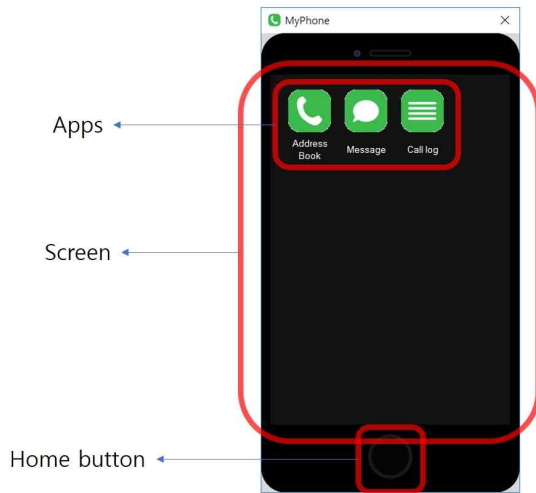 MyPhone
Apps
Address
Book
Message
Call log
Screen
Home button